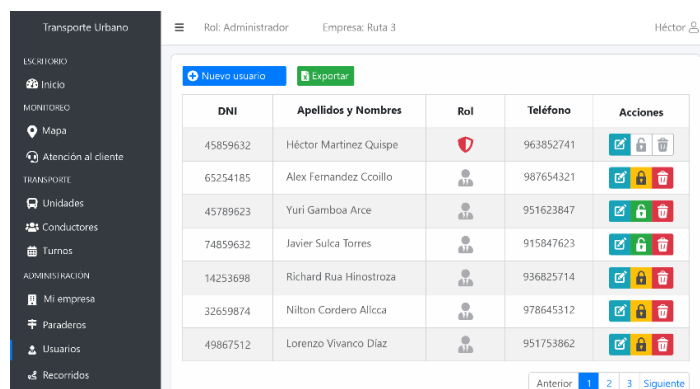 Transporte Urbano
Rol: Administrador Empresa: Ruta 3 Héctor
ESCRITORIO
Inicio
MONITOREO
Mapa
Atención al cliente
TRANSPORTE
Unidades
Conductores
Turnos
ADMINISTRACIÓN
Mi empresa
Paraderos
Usuarios
Recorridos
Nuevo usuario Exportar
DNI Apellidos y Nombres Rol Teléfono Acciones
45859632 Héctor Martinez Quispe 963852741
65254185 Alex Fernandez Ccoillo 987654321
45789623 Yuri Gamboa Arce 951623847
74859632 Javier Sulca Torres 915847623
14253698 Richard Rua Hinostroza 936825714
32659874 Nilton Cordero Allcca 978645312
49867512 Lorenzo Vivanco Díaz 951753862
Anterior 1 2 3 Siguiente